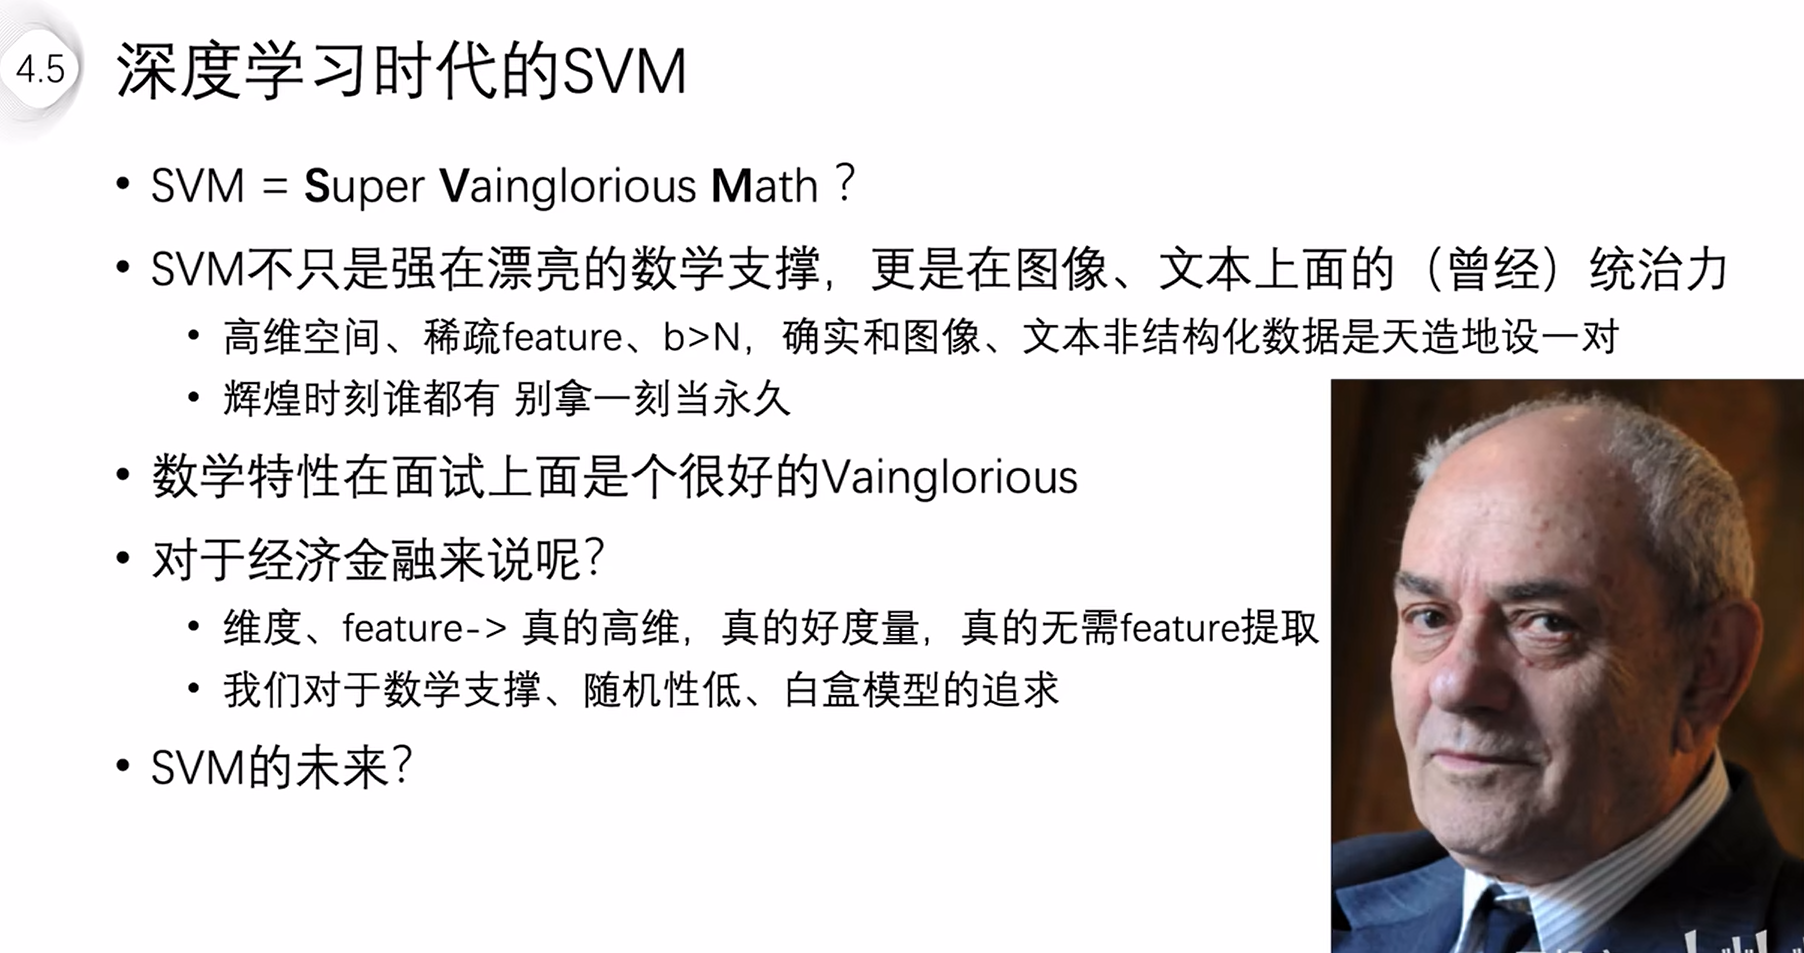 4.5
深度学习时代的SVM
• SVM = Super Vainglorious Math？
• SVM不只是强在漂亮的数学支撑，更是在图像、文本上面的（曾经）统治力
• 高维空间、稀疏feature、b>N，确实和图像、文本非结构化数据是天造地设一对
• 辉煌时刻谁都有 别拿一刻当永久
• 数学特性在面试上面是个很好的Vainglorious
• 对于经济金融来说呢？
• 维度、feature-> 真的高维，真的好度量，真的无需feature提取
• 我们对于数学支撑、随机性低、白盒模型的追求
• SVM的未来？